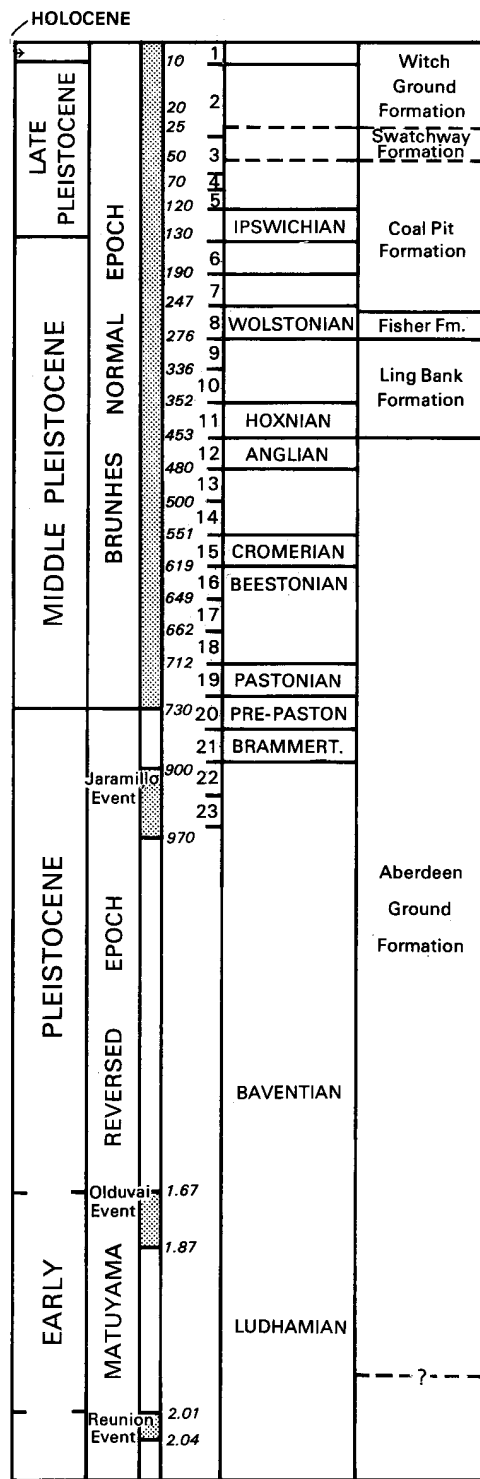 HOLOCENE
LATE
PLEISTOCENE
MIDDLE PLEISTOCENE
PLEISTOCENE
EARLY
BRUNHES NORMAL EPOCH
Jaramillo
Event
MATUYAMA REVERSED EPOCH
Olduvai
Event
Reunion
Event
10
20
25
50
70
120
130
190
247
276
336
352
453
480
500
551
619
649
662
712
730
900
970
1.67
1.87
2.01
2.04
1
2
3
4
5
6
7
8
9
10
11
12
13
14
15
16
17
18
19
20
21
22
23
IPSWICHIAN
WOLSTONIAN
HOXNIAN
ANGLIAN
CROMERIAN
BEESTONIAN
PASTONIAN
PRE-PASTON
BRAMMERT.
BAVENTIAN
LUDHAMIAN
Witch
Ground
Formation
Swatchway
Formation
Coal Pit
Formation
Fisher Fm.
Ling Bank
Formation
Aberdeen
Ground
Formation
?